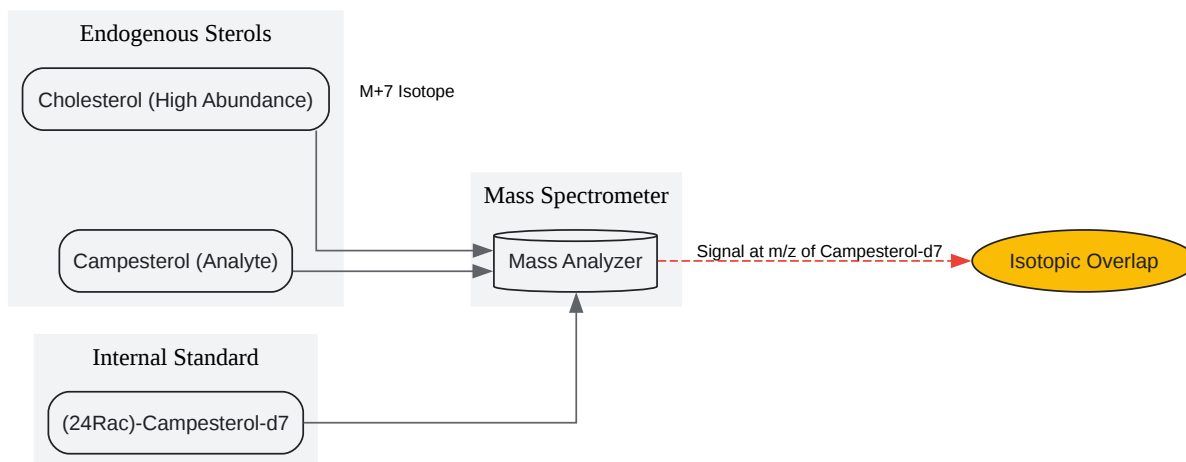 Endogenous Sterols
Cholesterol (High Abundance)
M+7 Isotope
Campesterol (Analyte)
Mass Spectrometer
Mass Analyzer
Signal at m/z of Campesterol-d7
Isotopic Overlap
Internal Standard
(24Rac)-Campesterol-d7